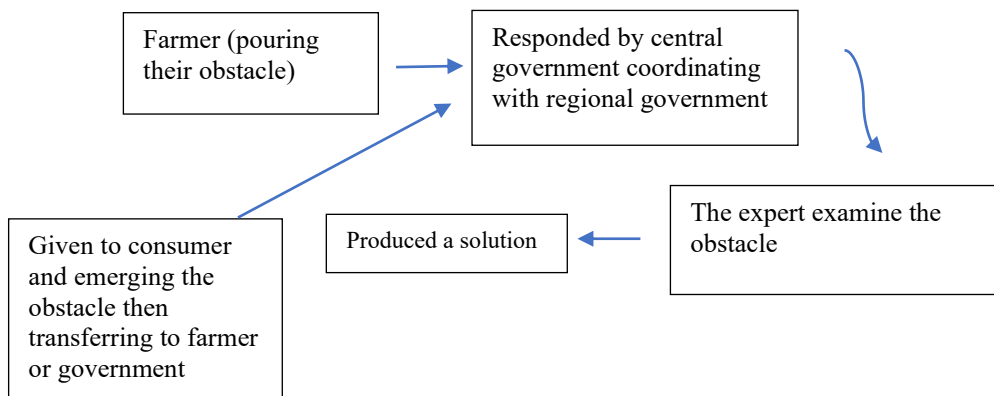 Farmer (pouring
their obstacle)
Responded by central
government coordinating
with regional government
The expert examine the
obstacle
Produced a solution
Given to consumer
and emerging the
obstacle then
transferring to farmer
or government